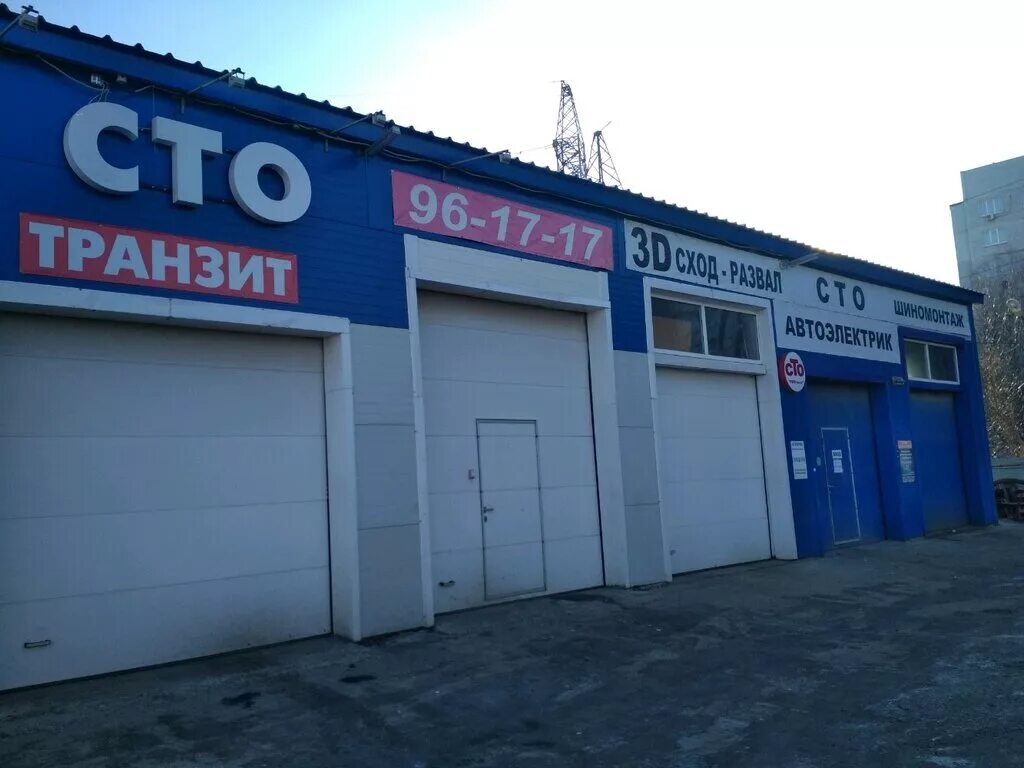 СТО
ТРАНЗИТ
96-17-17
3D СХОД - РАЗВАЛ
СТО
АВТОЭЛЕКТРИК
ШИНОМОНТАЖ
СТО